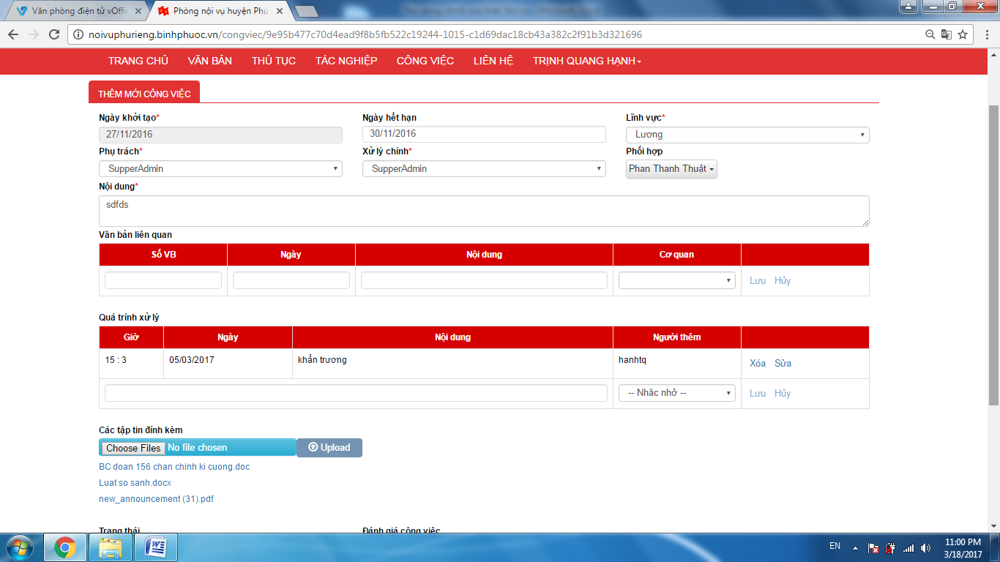 Văn phòng điện tử vOffic
Phòng nội vụ huyện Phú
noivuphurieng.binhphuoc.vn/congviec/9e95b477c70d4ead9f8b5fb522c19244-1015-c1d69dac18cb43a382c2f91b3d321696
TRANG CHỦ VĂN BẢN THỦ TỤC TÁC NGHIỆP CÔNG VIỆC LIÊN HỆ TRỊNH QUANG HẠNH
THÊM MỚI CÔNG VIỆC
Ngày khởi tạo* Ngày hết hạn Lĩnh vực*
27/11/2016 30/11/2016 Lương
Phụ trách* Xử lý chính* Phối hợp
SupperAdmin SupperAdmin Phan Thanh Thuật
Nội dung*
sdfds
Văn bản liên quan
Số VB Ngày Nội dung Cơ quan
Lưu Hủy
Quá trình xử lý
Giờ Ngày Nội dung Người thêm
15 : 3 05/03/2017 khẩn trương hanhtq Xóa Sửa
-- Nhăc nhở -- Lưu Hủy
Các tập tin đính kèm
Choose Files No file chosen Upload
BC doan 156 chan chinh ki cuong.doc
Luat so sanh.docx
new_announcement (31).pdf
Trạng thái Đánh giá công việc
EN 11:00 PM
3/18/2017